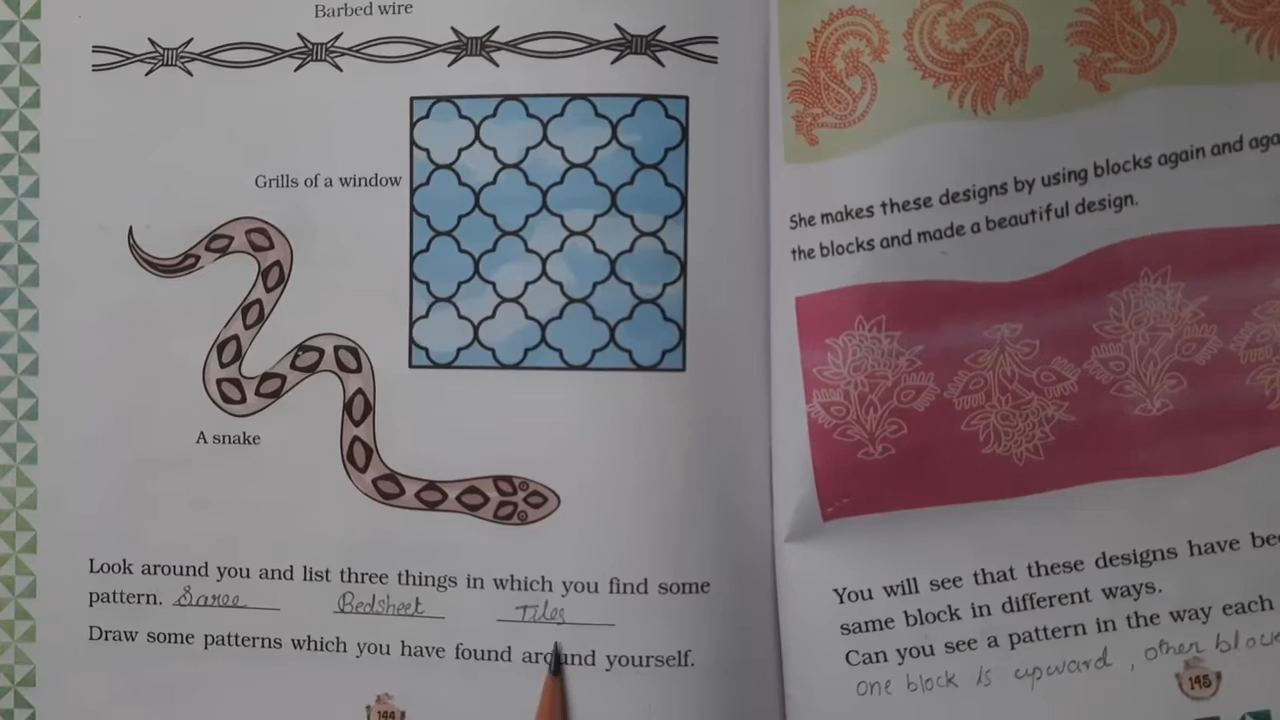 Barbed wire
Grills of a window
A snake
Look around you and list three things in which you find some
pattern. Saree Bedsheet Tiles
Draw some patterns which you have found around yourself.
144
She makes these designs by using blocks again and
the blocks and made a beautiful design.
You will see that these designs have
same block in different ways.
Can you see a pattern in the way each
one block is upward, other
145